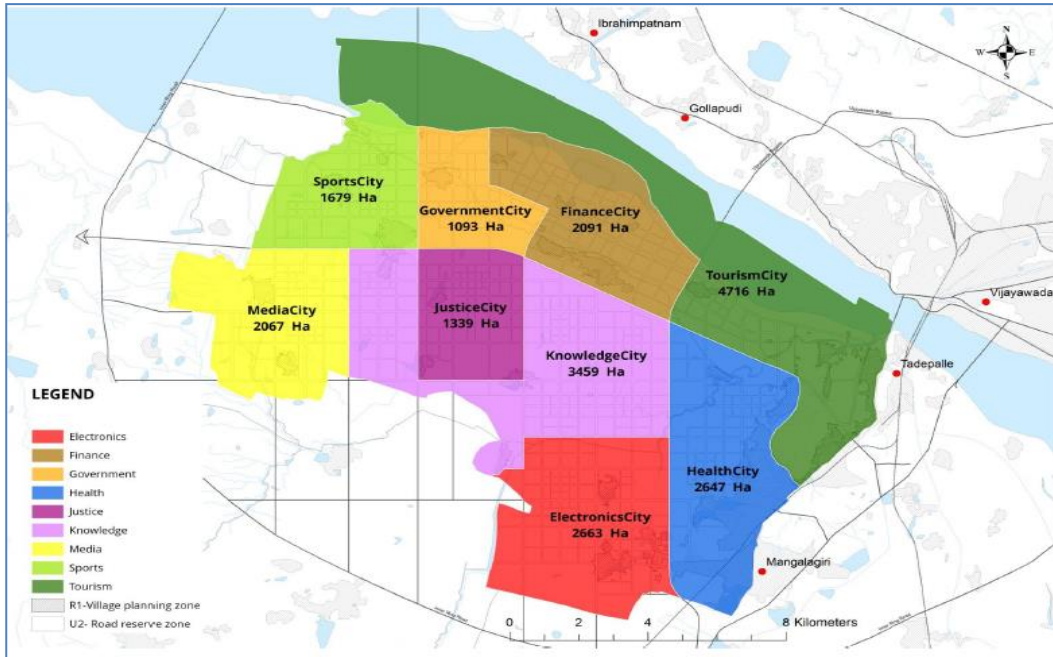 Ibrahimpatnam
N
W E
S
Gollapudi
SportsCity
1679 Ha
GovernmentCity
1093 Ha
FinanceCity
2091 Ha
TourismCity
4716 Ha
Vijayawada
MediaCity
2067 Ha
JusticeCity
1339 Ha
KnowledgeCity
3459 Ha
Tadepalle
HealthCity
2647 Ha
ElectronicsCity
2663 Ha
Mangalagiri
LEGEND
Electronics
Finance
Government
Health
Justice
Knowledge
Media
Sports
Tourism
R1-Village planning zone
U2- Road reserve zone
0 2 4 8 Kilometers